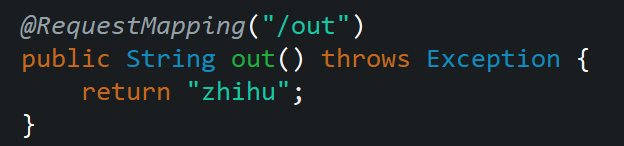 @RequestMapping("/out")
public String out() throws Exception {
    return "zhihu";
}